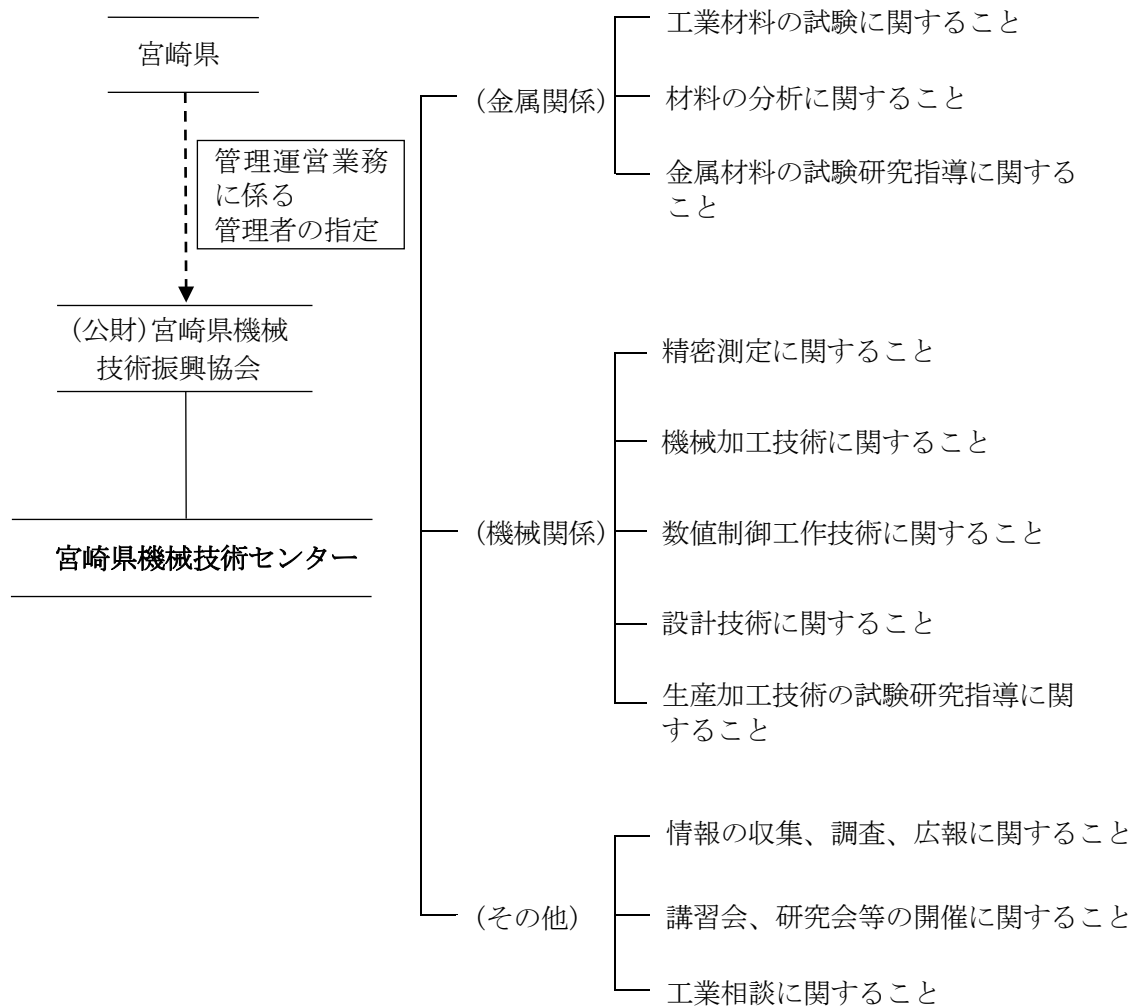 宮崎県
管理運営業務
に係る
管理者の指定
(公財)宮崎県機械
技術振興協会
宮崎県機械技術センター
(金属関係)
工業材料の試験に関すること
材料の分析に関すること
金属材料の試験研究指導に関する
こと
(機械関係)
精密測定に関すること
機械加工技術に関すること
数値制御工作技術に関すること
設計技術に関すること
生産加工技術の試験研究指導に関
すること
(その他)
情報の収集、調査、広報に関すること
講習会、研究会等の開催に関すること
工業相談に関すること